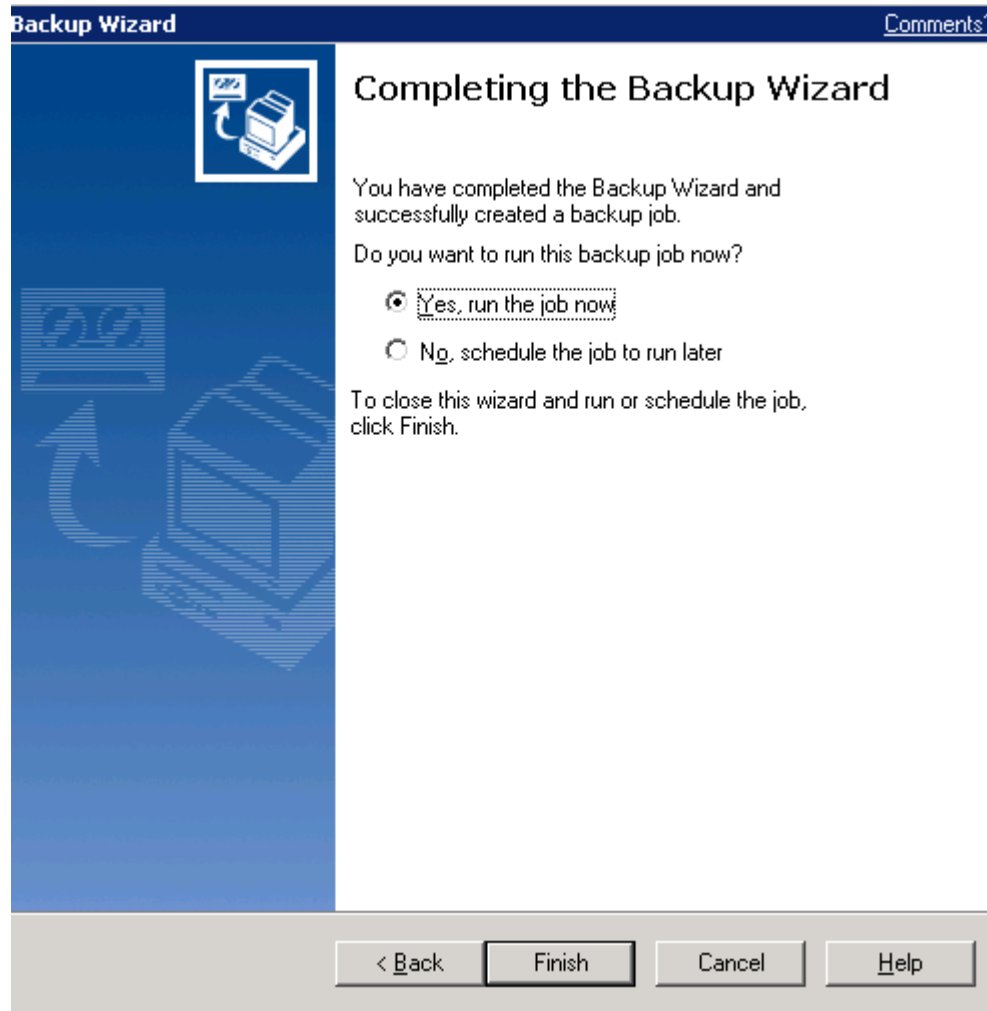 Backup Wizard
Comments?
Completing the Backup Wizard
You have completed the Backup Wizard and
successfully created a backup job.
Do you want to run this backup job now?
Yes, run the job now
No, schedule the job to run later
To close this wizard and run or schedule the job,
click Finish.
< Back
Finish
Cancel
Help